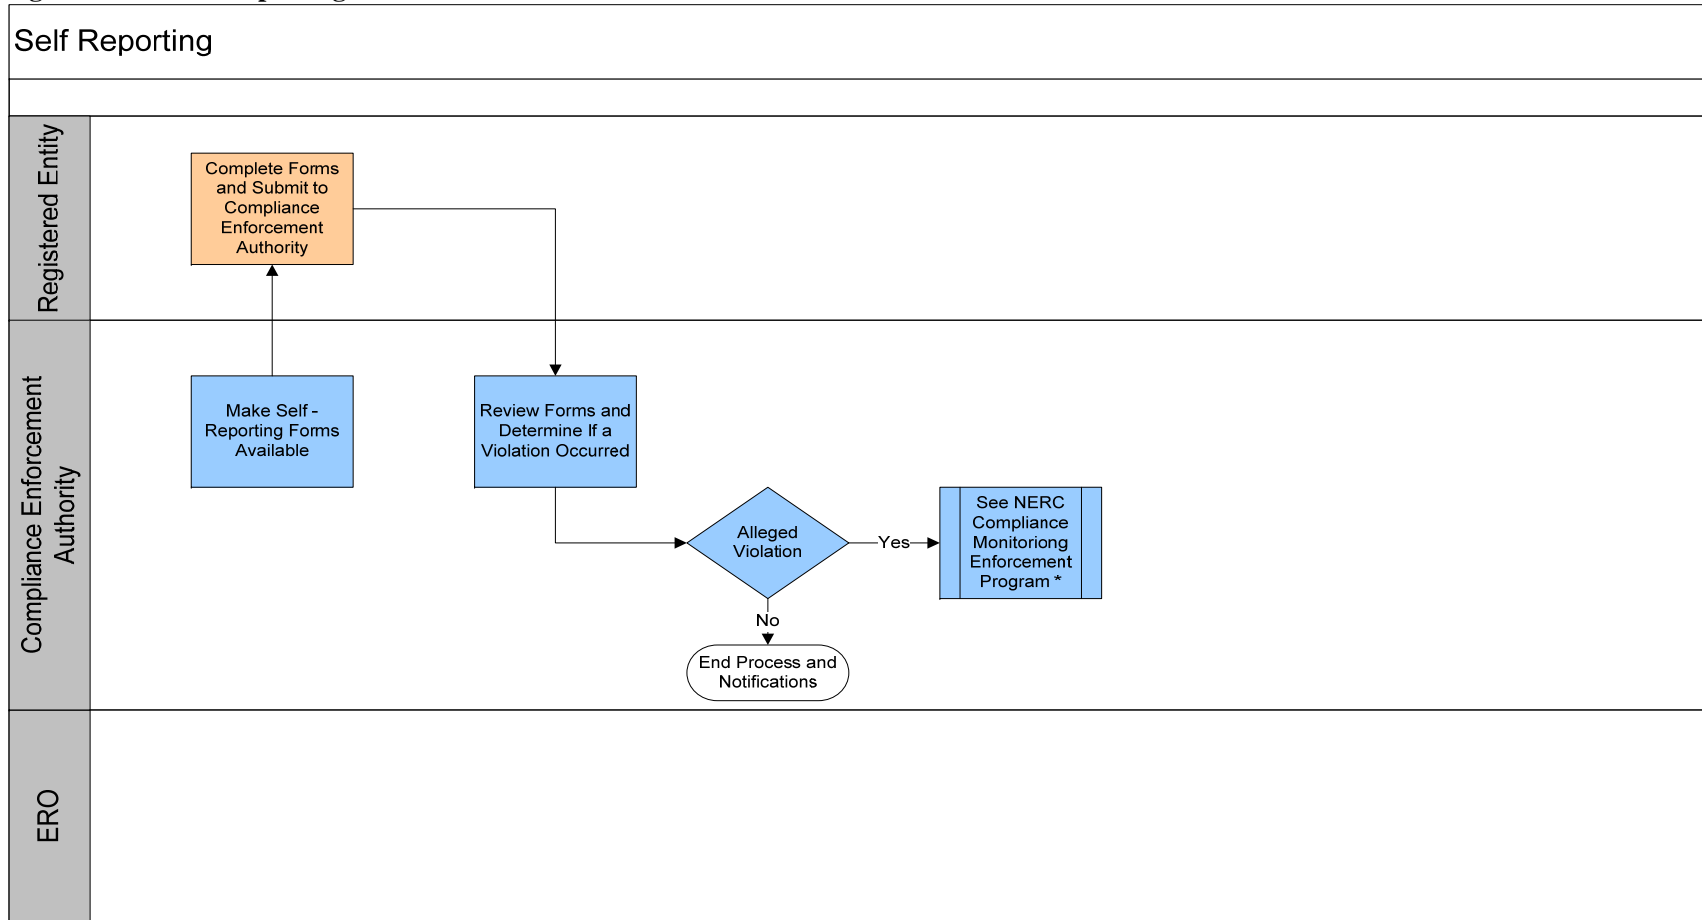 Self Reporting
Registered Entity
Complete Forms
and Submit to
Compliance
Enforcement
Authority
Compliance Enforcement
Authority
Make Self -
Reporting Forms
Available
Review Forms and
Determine If a
Violation Occurred
Alleged
Violation
Yes
See NERC
Compliance
Monitoriong
Enforcement
Program *
No
End Process and
Notifications
ERO